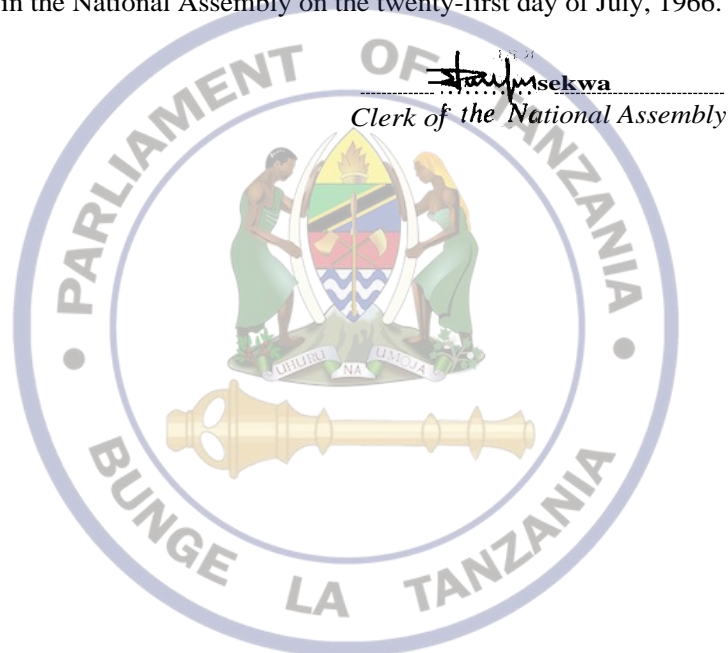 in the National Assembly on the twenty-first day of July, 1966.
sekwa
Clerk of the National Assembly
PARLIAMENT OF TANZANIA
UHURU NA UMOJA
BUNGE LA TANZANIA